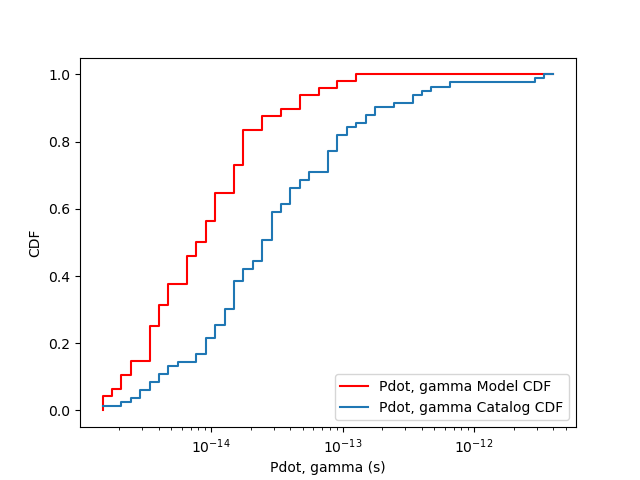 1.0
0.8
0.6
0.4
0.2
0.0
CDF
10⁻¹⁴
10⁻¹³
10⁻¹²
Pdot, gamma (s)
Pdot, gamma Model CDF
Pdot, gamma Catalog CDF